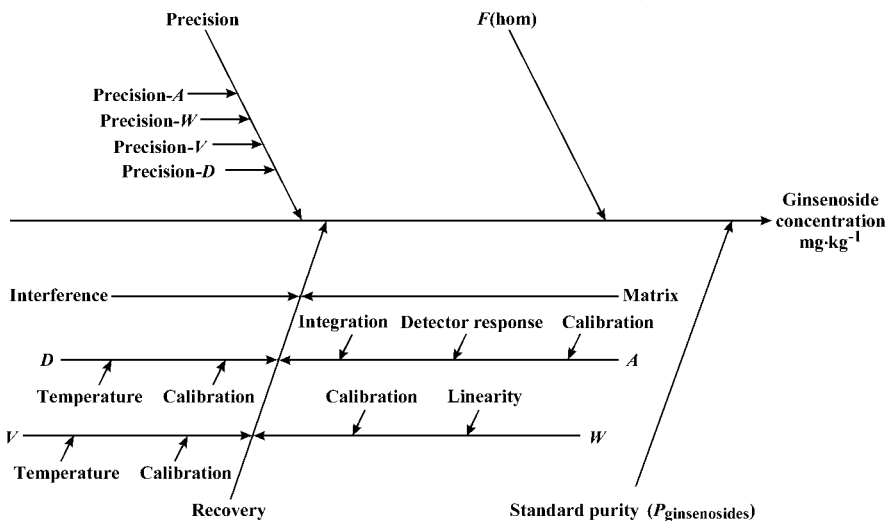 Precision
F(hom)
Precision-A
Precision-W
Precision-V
Precision-D
Ginsenoside
concentration
mg·kg⁻¹
Interference
Matrix
Integration
Detector response
Calibration
D
A
Temperature
Calibration
Calibration
Linearity
V
W
Temperature
Calibration
Recovery
Standard purity (Pginsenosides)